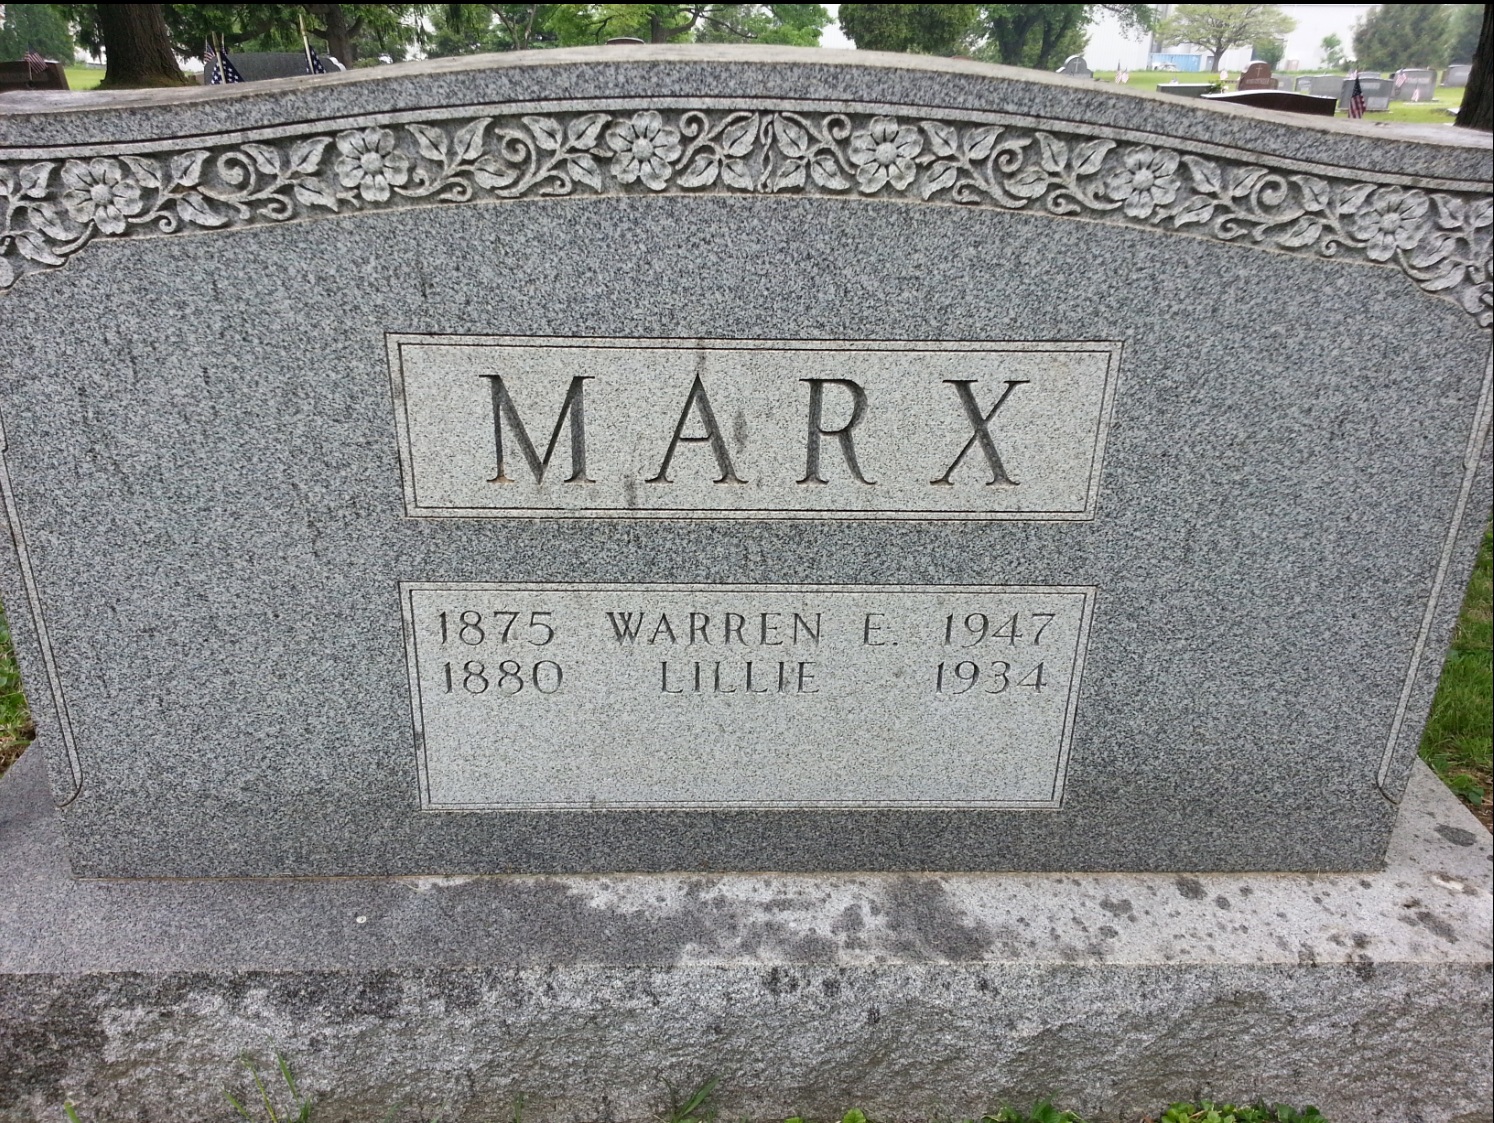 MARX
1875 WARREN E. 1947
1880 LILLIE 1934